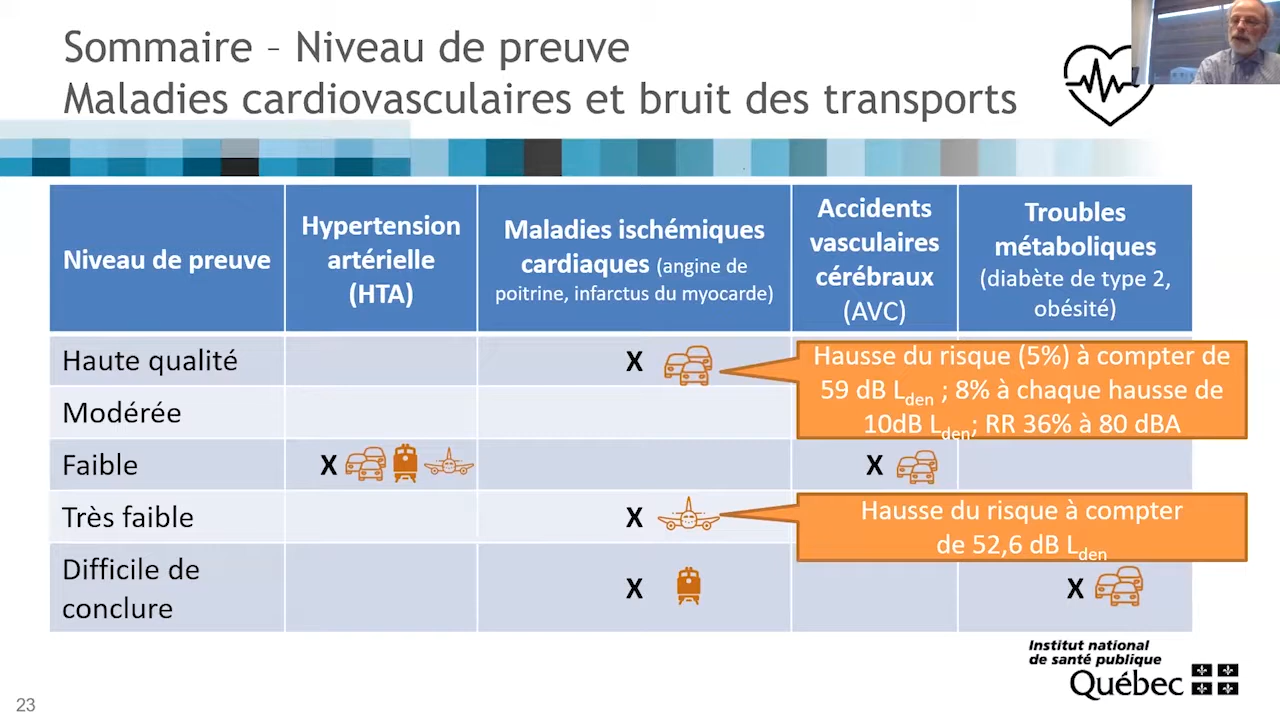 Sommaire – Niveau de preuve
Maladies cardiovasculaires et bruit des transports
Niveau de preuve
Hypertension
artérielle
(HTA)
Maladies ischémiques
cardiaques (angine de
poitrine, infarctus du myocarde)
Accidents
vasculaires
cérébraux
(AVC)
Troubles
métaboliques
(diabète de type 2,
obésité)
Haute qualité
X
Hausse du risque (5%) à compter de
59 dB Lden ; 8% à chaque hausse de
10dB Lden; RR 36% à 80 dBA
Modérée
Faible
X
X
Très faible
X
Hausse du risque à compter
de 52,6 dB Lden
Difficile de
conclure
X
X
Institut national
de santé publique
Québec
23